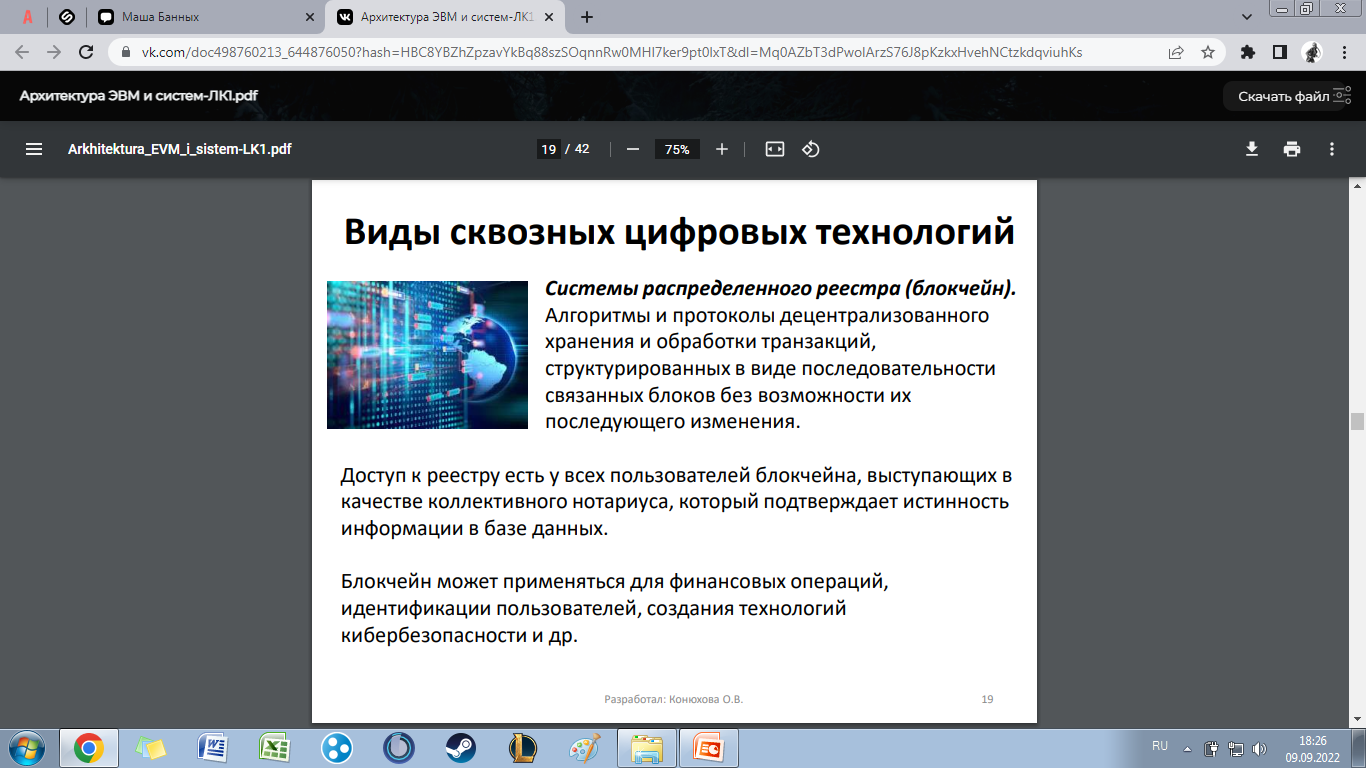 Маша Банных
Архитектура ЭВМ и систем-ЛК1
vk.com/doc498760213_644876050?hash=HBC8YBZhZpzavYkBq88szSOqnnRw0MHl7ker9pt0lxT&dl=Mq0AZbT3dPwolArzS76J8pKzkxHvehNCtzkdqviuhKs
Архитектура ЭВМ и систем-ЛК1.pdf
Скачать файл
Arkhitektura_EVM_i_sistem-LK1.pdf
19 / 42
75%
Виды сквозных цифровых технологий
Системы распределенного реестра (блокчейн).
Алгоритмы и протоколы децентрализованного
хранения и обработки транзакций,
структурированных в виде последовательности
связанных блоков без возможности их
последующего изменения.
Доступ к реестру есть у всех пользователей блокчейна, выступающих в
качестве коллективного нотариуса, который подтверждает истинность
информации в базе данных.
Блокчейн может применяться для финансовых операций,
идентификации пользователей, создания технологий
кибербезопасности и др.
Разработал: Конюхова О.В.
19
RU
18:26
09.09.2022